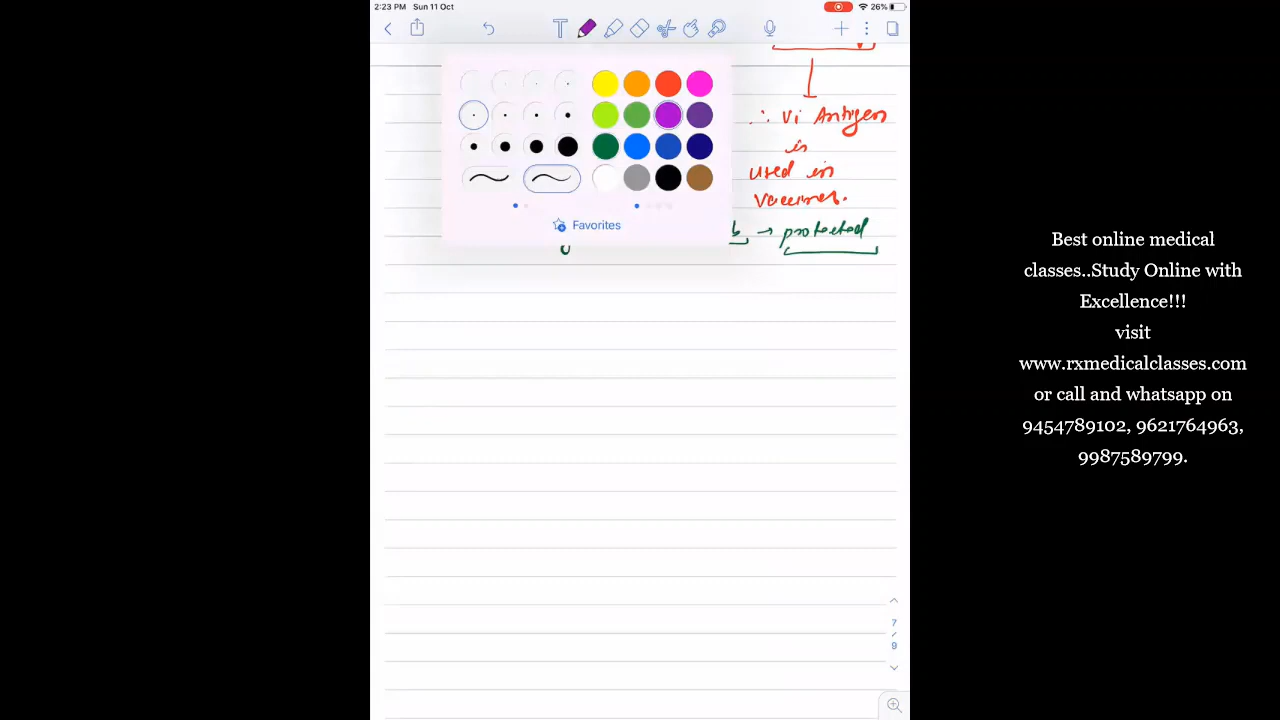 2:23 PM Sun 11 Oct
26%
T
∴ Vi Antigen
is
used in
Vaccines.
b → protected
Favorites
7
/
9
Best online medical
classes..Study Online with
Excellence!!!
visit
www.rxmedicalclasses.com
or call and whatsapp on
9454789102, 9621764963,
9987589799.